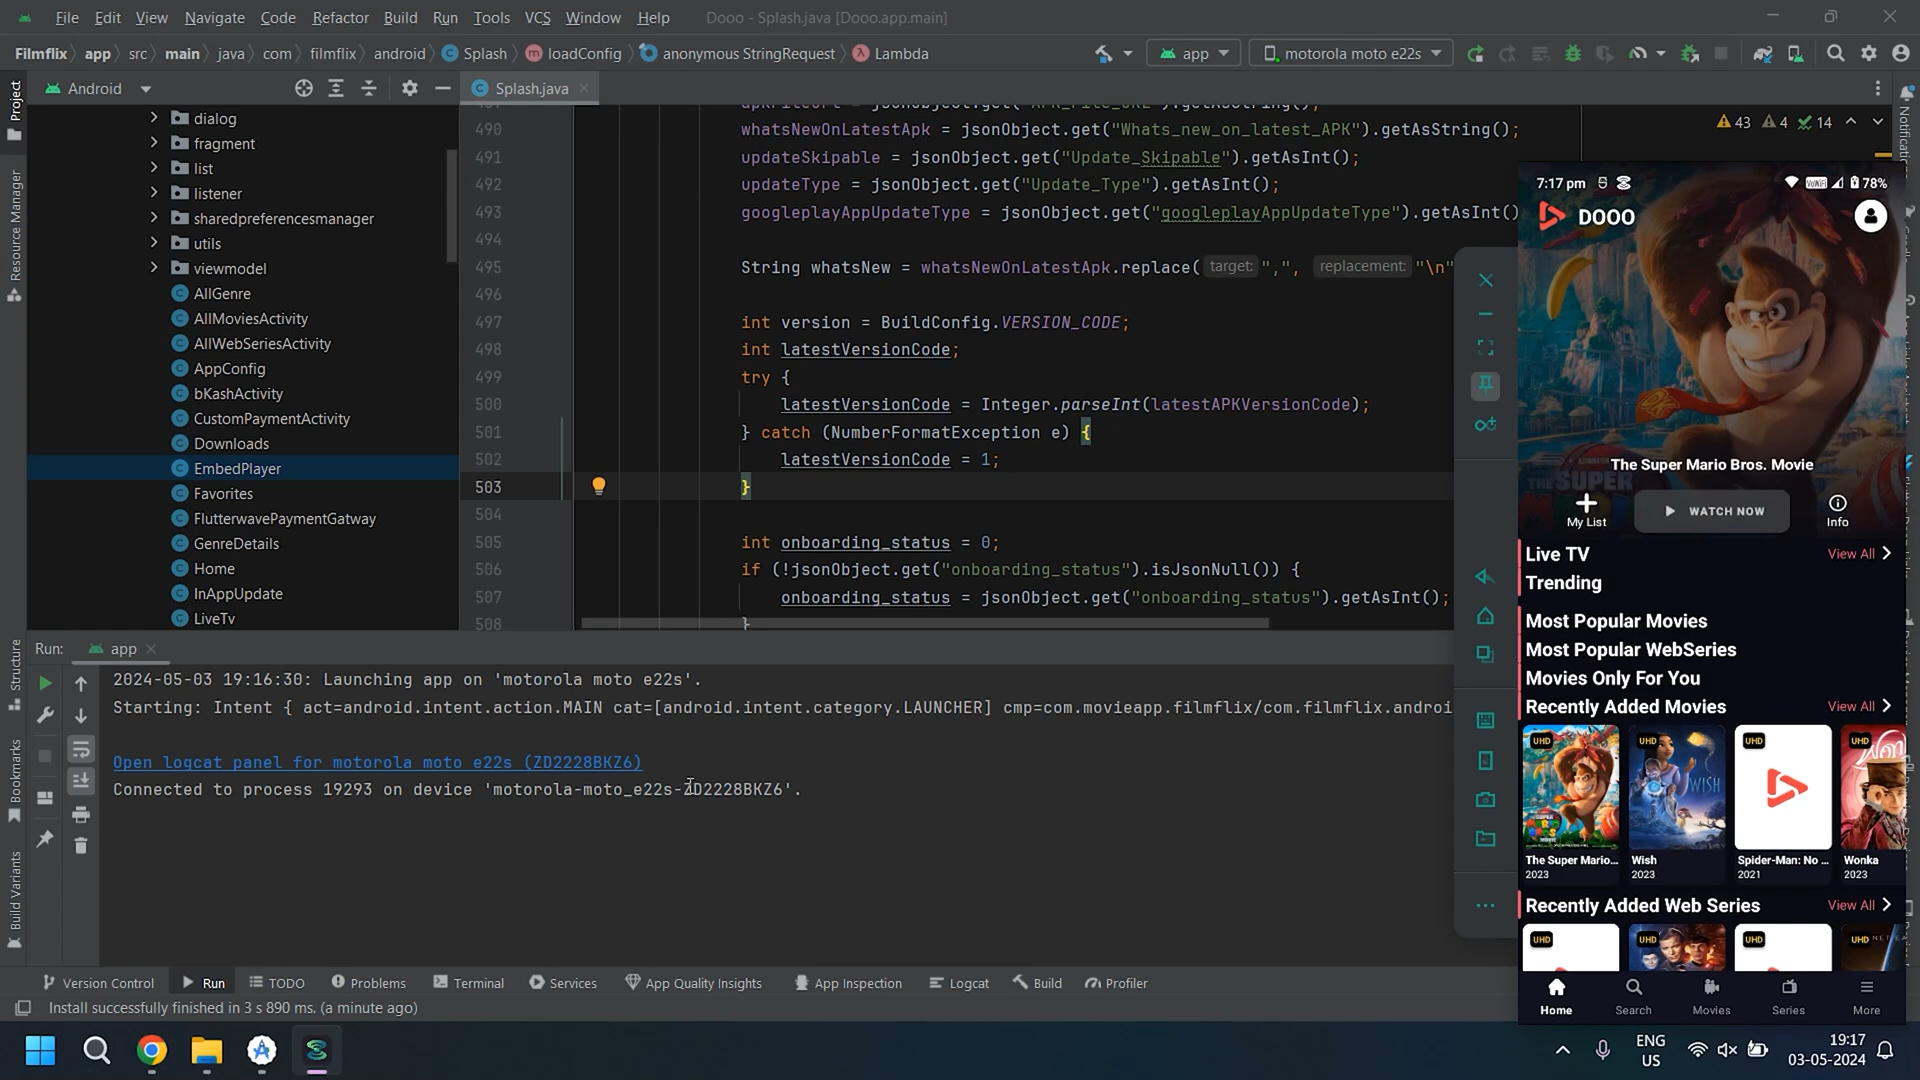 File Edit View Navigate Code Refactor Build Run Tools VCS Window Help Dooo - Splash.java [Dooo.app.main]
Filmflix app src main java com filmflix android Splash loadConfig anonymous StringRequest Lambda
app motorola moto e22s
Project
Android
Splash.java
dialog
fragment
list
listener
sharedpreferencesmanager
utils
viewmodel
AllGenre
AllMoviesActivity
AllWebSeriesActivity
AppConfig
bKashActivity
CustomPaymentActivity
Downloads
EmbedPlayer
Favorites
FlutterwavePaymentGatway
GenreDetails
Home
InAppUpdate
LiveTv
Resource Manager
Structure
Bookmarks
Build Variants
43 4 14
490 whatsNewOnLatestApk = jsonObject.get("Whats_new_on_latest_APK").getAsString();
491 updateSkipable = jsonObject.get("Update_Skipable").getAsInt();
492 updateType = jsonObject.get("Update_Type").getAsInt();
493 googleplayAppUpdateType = jsonObject.get("googleplayAppUpdateType").getAsInt()
494
495 String whatsNew = whatsNewOnLatestApk.replace( target: ",", replacement: "\n"
496
497 int version = BuildConfig.VERSION_CODE;
498 int latestVersionCode;
499 try {
500 latestVersionCode = Integer.parseInt(latestAPKVersionCode);
501 } catch (NumberFormatException e) {
502 latestVersionCode = 1;
503 }
504
505 int onboarding_status = 0;
506 if (!jsonObject.get("onboarding_status").isJsonNull()) {
507 onboarding_status = jsonObject.get("onboarding_status").getAsInt();
508 }
Run: app
2024-05-03 19:16:30: Launching app on 'motorola moto e22s'.
Starting: Intent { act=android.intent.action.MAIN cat=[android.intent.category.LAUNCHER] cmp=com.movieapp.filmflix/com.filmflix.androi
Open logcat panel for motorola moto e22s (ZD2228BKZ6)
Connected to process 19293 on device 'motorola-moto_e22s-ZD2228BKZ6'.
Version Control Run TODO Problems Terminal Services App Quality Insights App Inspection Logcat Build Profiler
Install successfully finished in 3 s 890 ms. (a minute ago)
7:17 pm VoWiFi 78%
DOOO
The Super Mario Bros. Movie
My List WATCH NOW Info
Live TV View All
Trending
Most Popular Movies
Most Popular WebSeries
Movies Only For You
Recently Added Movies View All
UHD UHD UHD
The Super Mario... Wish Spider-Man: No ... Wonka
2023 2023 2021 2023
Recently Added Web Series View All
UHD UHD UHD UHD
Home Search Movies Series More
ENG
US
19:17
03-05-2024